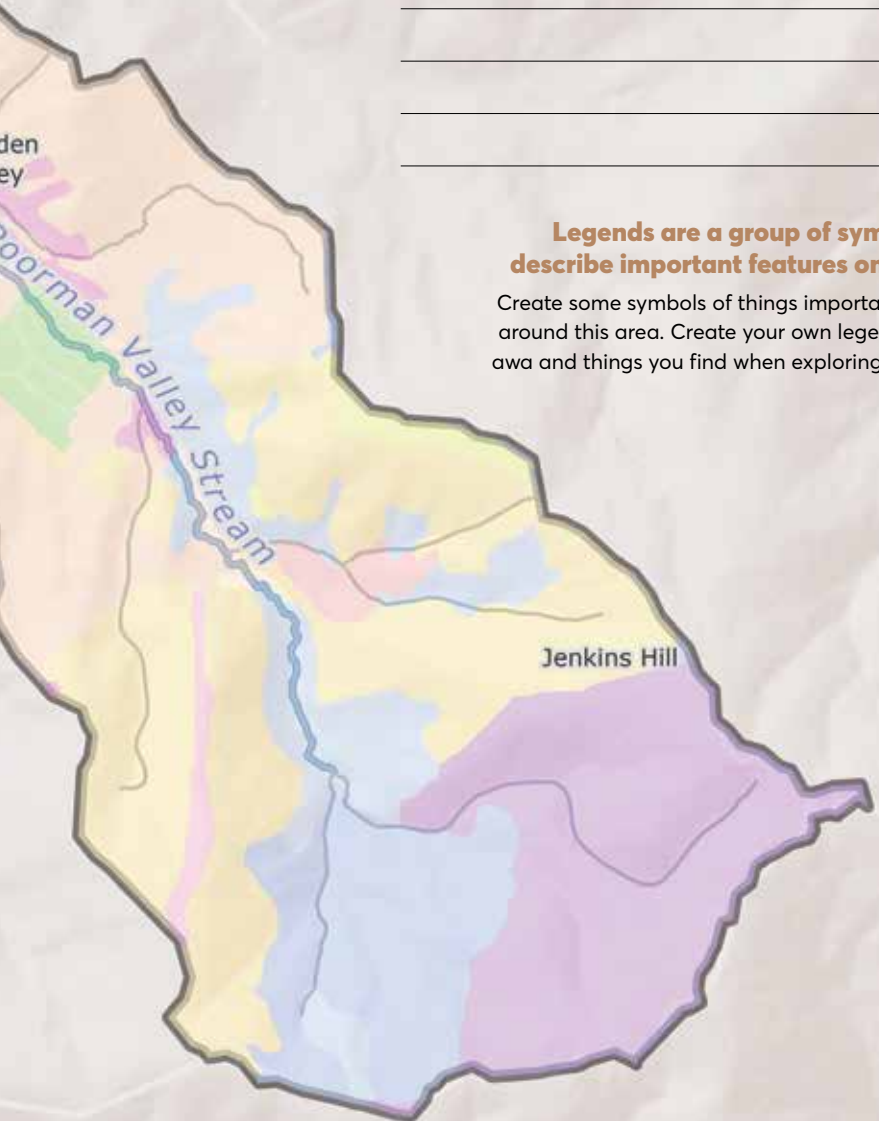 den
ey
Poorman Valley Stream
Legends are a group of sym
describe important features or
Create some symbols of things importa
around this area. Create your own lege
awa and things you find when exploring
Jenkins Hill